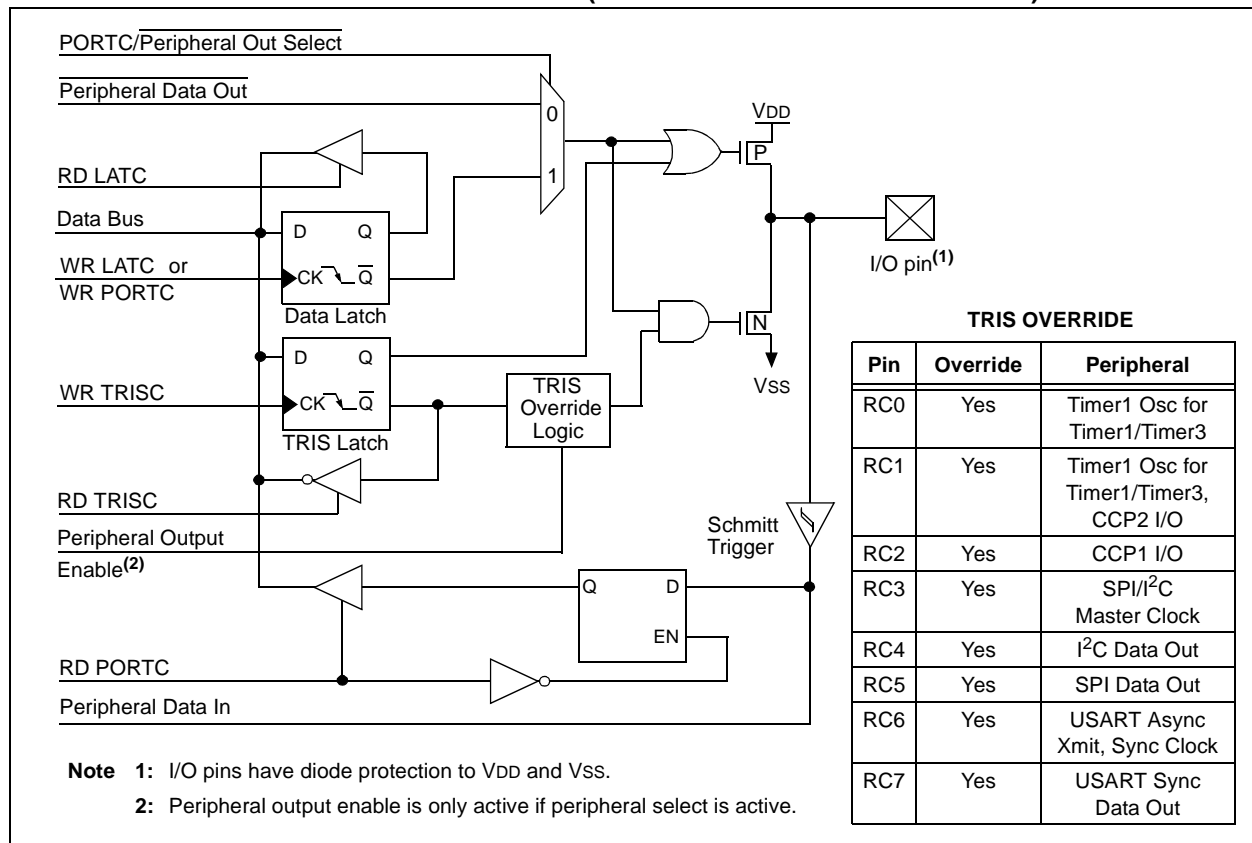 PORTC/Peripheral Out Select
Peripheral Data Out
VDD
0
P
RD LATC
1
Data Bus
D Q
WR LATC or
WR PORTC
CK Q
I/O pin(1)
Data Latch
N
TRIS OVERRIDE
D Q
VSS
WR TRISC
CK Q
TRIS
Override
Logic
TRIS Latch
RD TRISC
Peripheral Output
Enable(2)
Schmitt
Trigger
Q D
EN
RD PORTC
Peripheral Data In
Pin Override Peripheral
RC0 Yes Timer1 Osc for
Timer1/Timer3
RC1 Yes Timer1 Osc for
Timer1/Timer3,
CCP2 I/O
RC2 Yes CCP1 I/O
RC3 Yes SPI/I2C
Master Clock
RC4 Yes I2C Data Out
RC5 Yes SPI Data Out
RC6 Yes USART Async
Xmit, Sync Clock
RC7 Yes USART Sync
Data Out
Note 1: I/O pins have diode protection to VDD and VSS.
2: Peripheral output enable is only active if peripheral select is active.